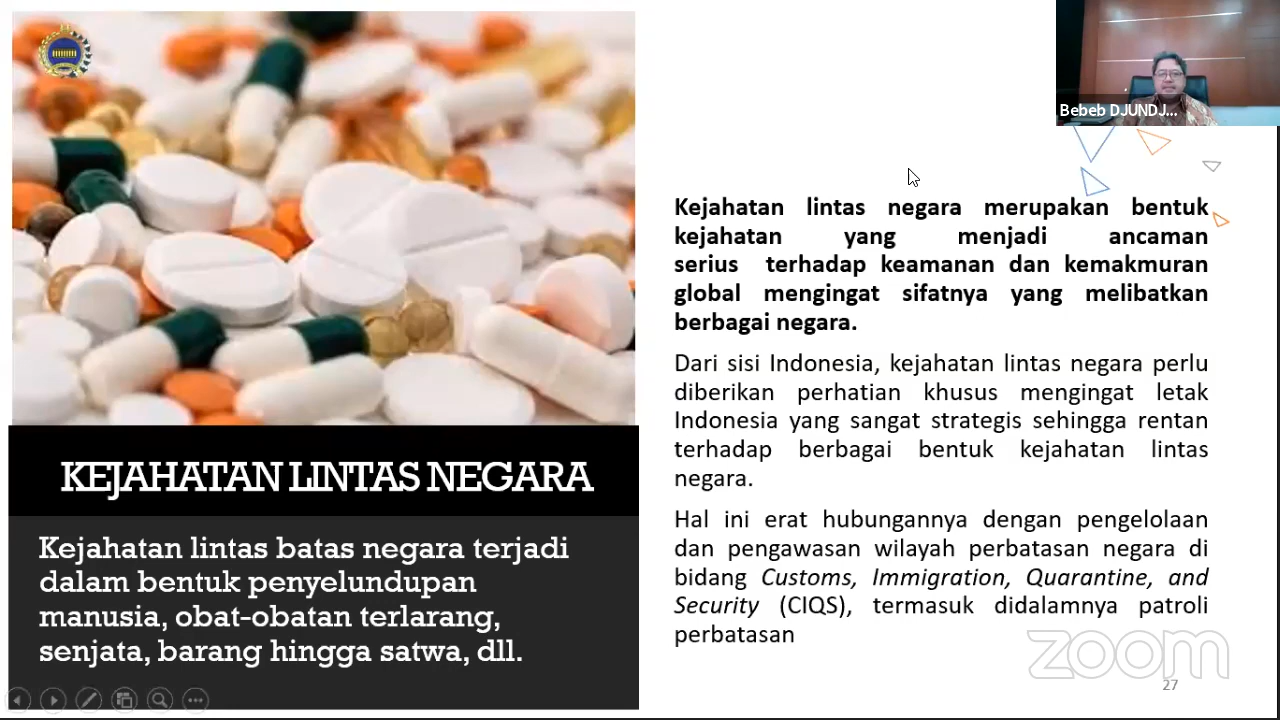 Bebeb DJUNDJ...
Kejahatan lintas negara merupakan bentuk
kejahatan yang menjadi ancaman
serius terhadap keamanan dan kemakmuran
global mengingat sifatnya yang melibatkan
berbagai negara.
Dari sisi Indonesia, kejahatan lintas negara perlu
diberikan perhatian khusus mengingat letak
Indonesia yang sangat strategis sehingga rentan
terhadap berbagai bentuk kejahatan lintas
negara.
Hal ini erat hubungannya dengan pengelolaan
dan pengawasan wilayah perbatasan negara di
bidang Customs, Immigration, Quarantine, and
Security (CIQS), termasuk didalamnya patroli
perbatasan
KEJAHATAN LINTAS NEGARA
Kejahatan lintas batas negara terjadi
dalam bentuk penyelundupan
manusia, obat-obatan terlarang,
senjata, barang hingga satwa, dll.
zoom
27